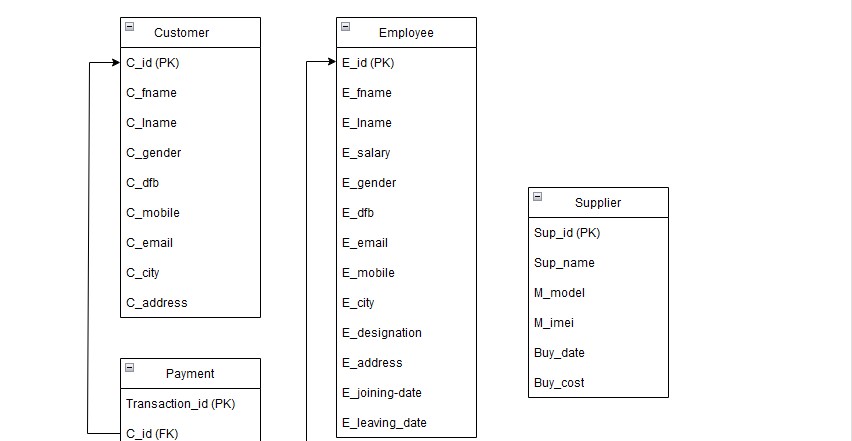 Customer
C_id (PK)
C_fname
C_lname
C_gender
C_dfb
C_mobile
C_email
C_city
C_address
Payment
Transaction_id (PK)
C_id (FK)
Employee
E_id (PK)
E_fname
E_lname
E_salary
E_gender
E_dfb
E_email
E_mobile
E_city
E_designation
E_address
E_joining-date
E_leaving_date
Supplier
Sup_id (PK)
Sup_name
M_model
M_imei
Buy_date
Buy_cost